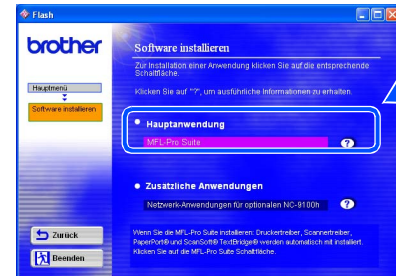 Flash
brother
Software installieren
Zur Installation einer Anwendung klicken Sie auf die entsprechende
Schaltfläche.
Klicken Sie auf "?", um ausführliche Informationen zu erhalten.
Hauptmenü
Software installieren
Hauptanwendung
MFL-Pro Suite
?
Zusätzliche Anwendungen
Netzwerk-Anwendungen für optionalen NC-9100h
?
Wenn Sie die MFL-Pro Suite installieren: Druckertreiber, Scannertreiber,
PaperPort® und ScanSoft® TextBridge® werden automatisch mit installiert.
Klicken Sie auf die MFL-Pro Suite Schaltfläche.
Zurück
Beenden